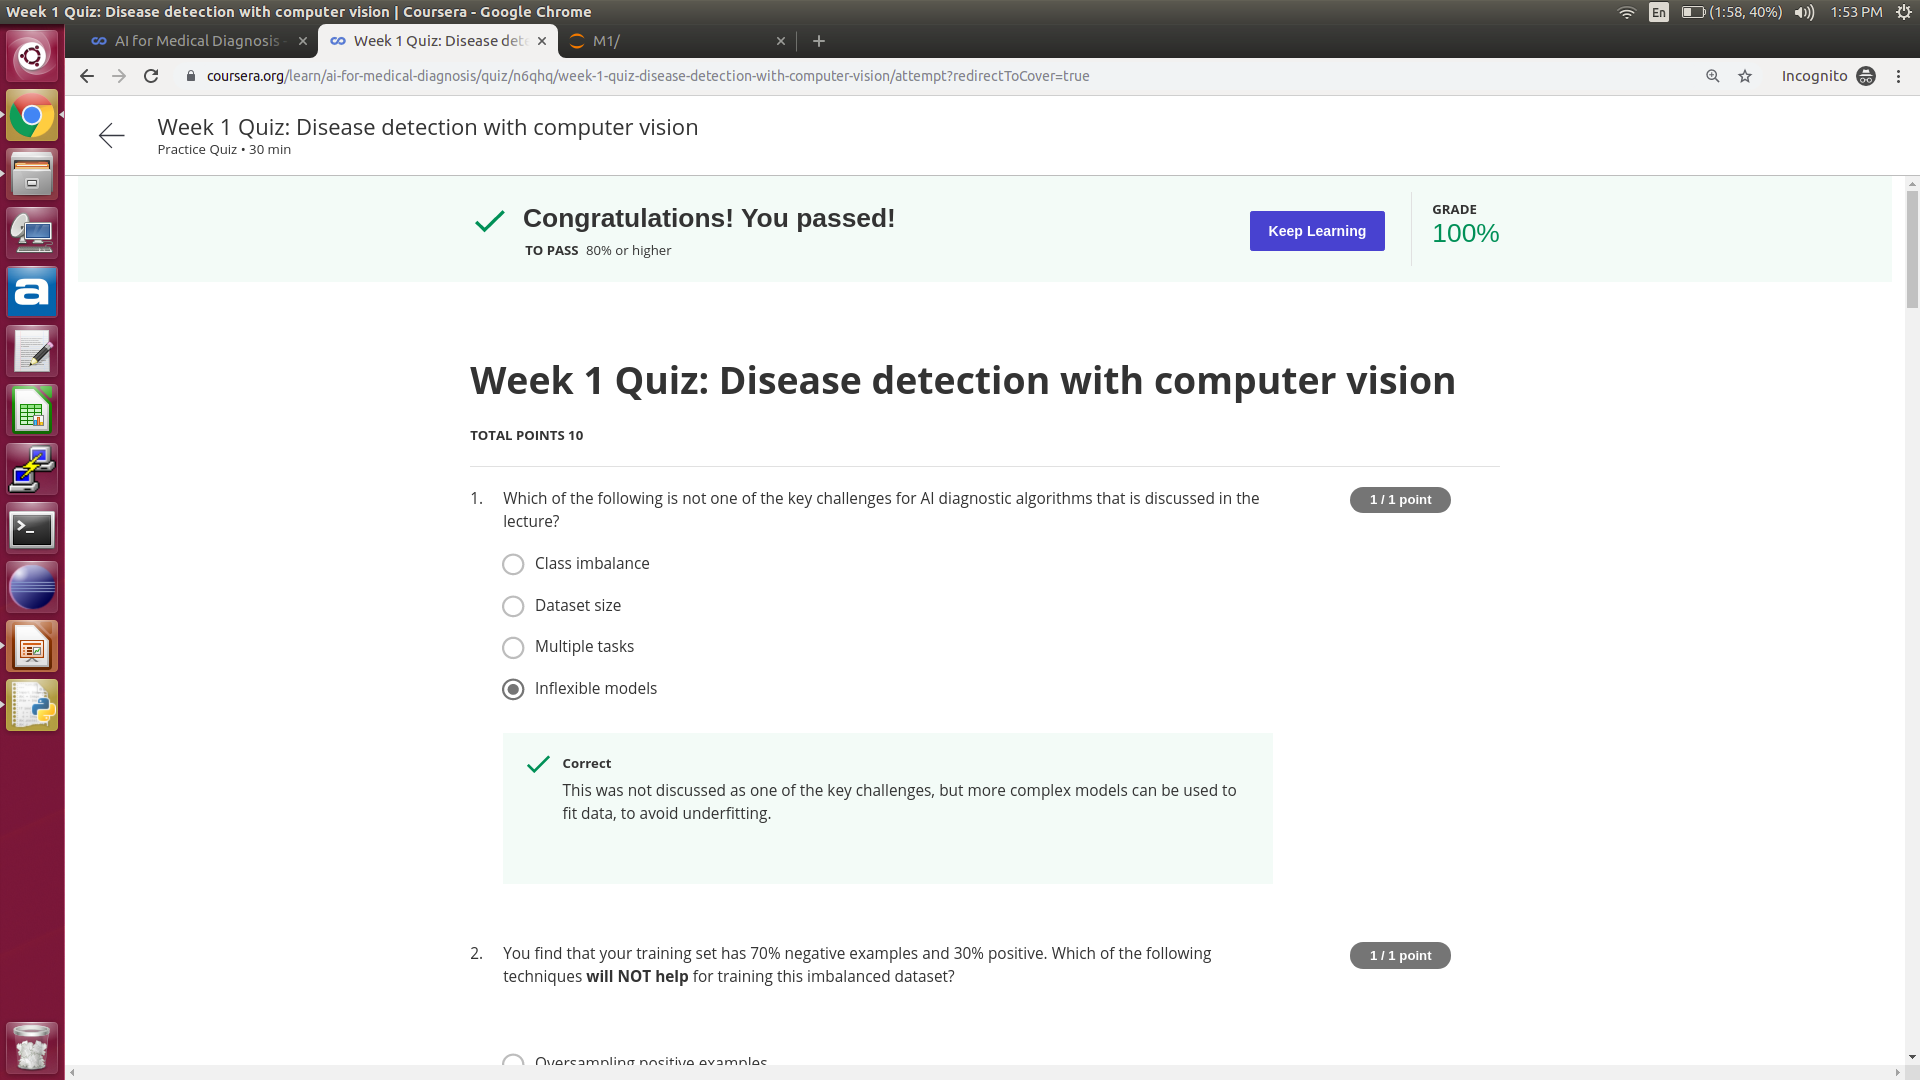 Week 1 Quiz: Disease detection with computer vision | Coursera - Google Chrome
En
(1:58, 40%)
1:53 PM
AI for Medical Diagnosis
Week 1 Quiz: Disease dete
M1/
coursera.org/learn/ai-for-medical-diagnosis/quiz/n6qhq/week-1-quiz-disease-detection-with-computer-vision/attempt?redirectToCover=true
Incognito
Week 1 Quiz: Disease detection with computer vision
Practice Quiz • 30 min
Congratulations! You passed!
TO PASS 80% or higher
Keep Learning
GRADE
100%
Week 1 Quiz: Disease detection with computer vision
TOTAL POINTS 10
1. Which of the following is not one of the key challenges for AI diagnostic algorithms that is discussed in the
lecture?
1 / 1 point
Class imbalance
Dataset size
Multiple tasks
Inflexible models
Correct
This was not discussed as one of the key challenges, but more complex models can be used to
fit data, to avoid underfitting.
2. You find that your training set has 70% negative examples and 30% positive. Which of the following
techniques will NOT help for training this imbalanced dataset?
1 / 1 point
Oversampling positive examples